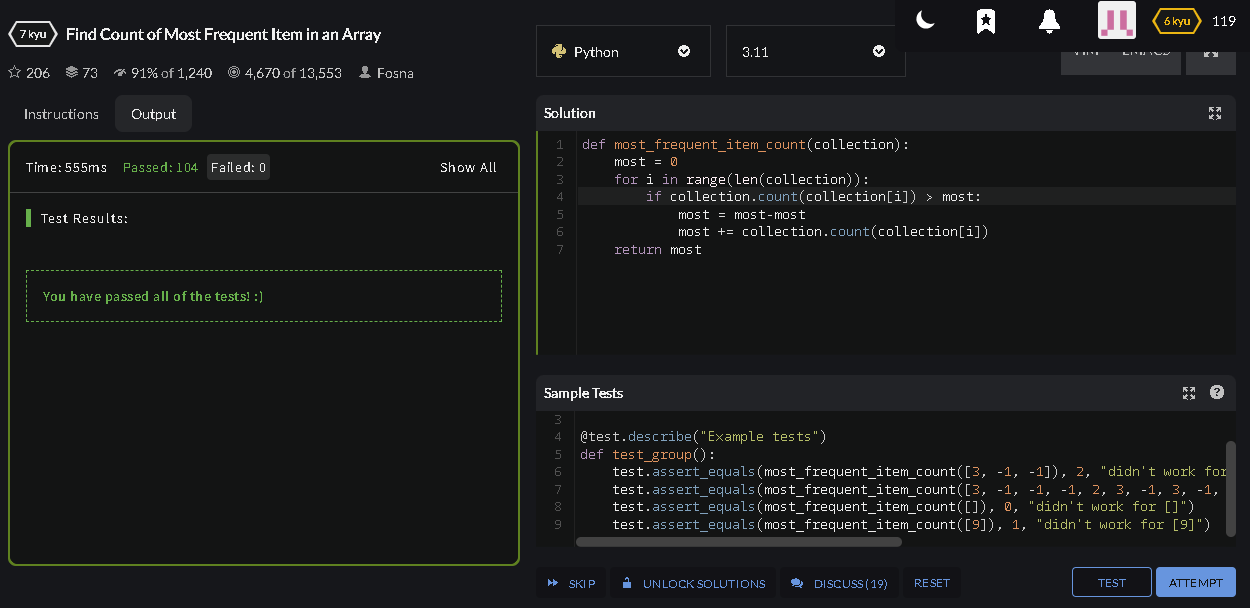 7 kyu Find Count of Most Frequent Item in an Array
206 73 91% of 1,240 4,670 of 13,553 Fosna
6 kyu 119
Python 3.11
Instructions Output
Time: 555ms Passed: 104 Failed: 0 Show All
Test Results:
You have passed all of the tests! :)
Solution
1 def most_frequent_item_count(collection):
2 most = 0
3 for i in range(len(collection)):
4 if collection.count(collection[i]) > most:
5 most = most-most
6 most += collection.count(collection[i])
7 return most
Sample Tests
3
4 @test.describe("Example tests")
5 def test_group():
6 test.assert_equals(most_frequent_item_count([3, -1, -1]), 2, "didn't work for
7 test.assert_equals(most_frequent_item_count([3, -1, -1, -1, 2, 3, -1, 3, -1,
8 test.assert_equals(most_frequent_item_count([]), 0, "didn't work for []")
9 test.assert_equals(most_frequent_item_count([9]), 1, "didn't work for [9]")
SKIP UNLOCK SOLUTIONS DISCUSS (19) RESET TEST ATTEMPT